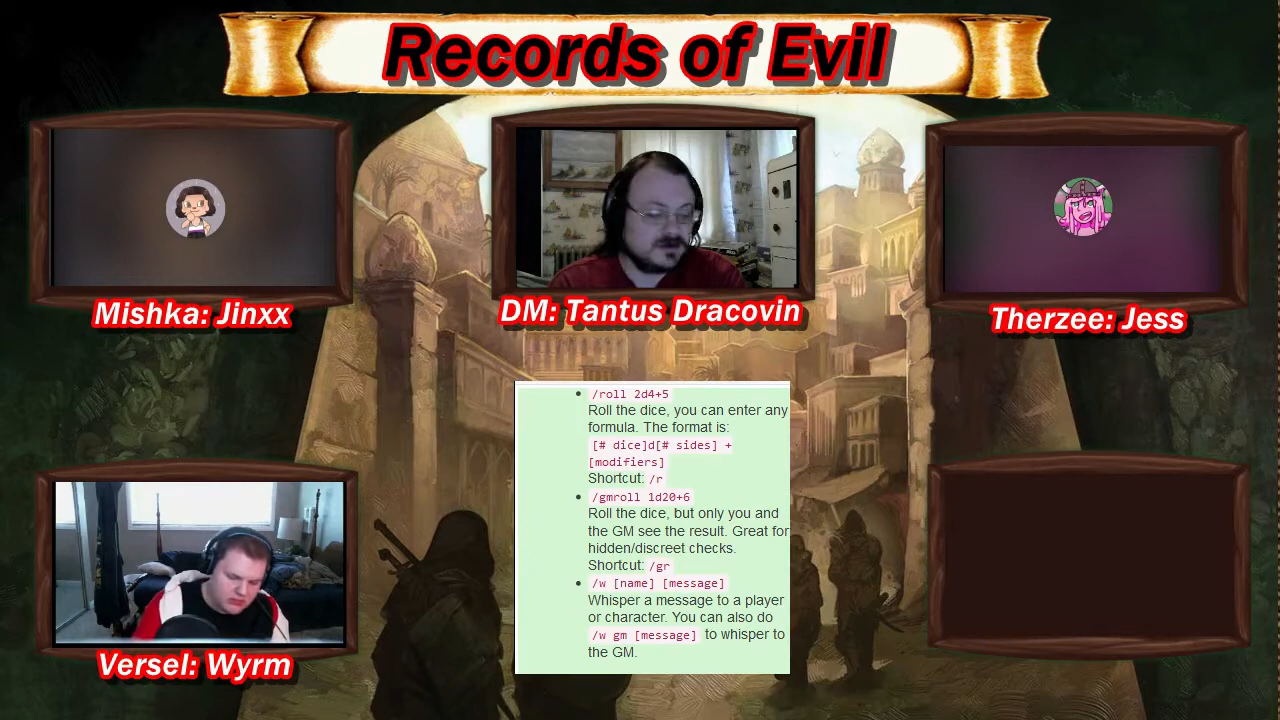 Records of Evil
Mishka: Jinxx
DM: Tantus Dracovin
Therzee: Jess
/roll 2d4+5
Roll the dice, you can enter any
formula. The format is:
[# dice]d[# sides] +
[modifiers]
Shortcut: /r
/gmroll 1d20+6
Roll the dice, but only you and
the GM see the result. Great for
hidden/discreet checks.
Shortcut: /gr
/w [name] [message]
Whisper a message to a player
or character. You can also do
/w gm [message] to whisper to
the GM.
Versel: Wyrm